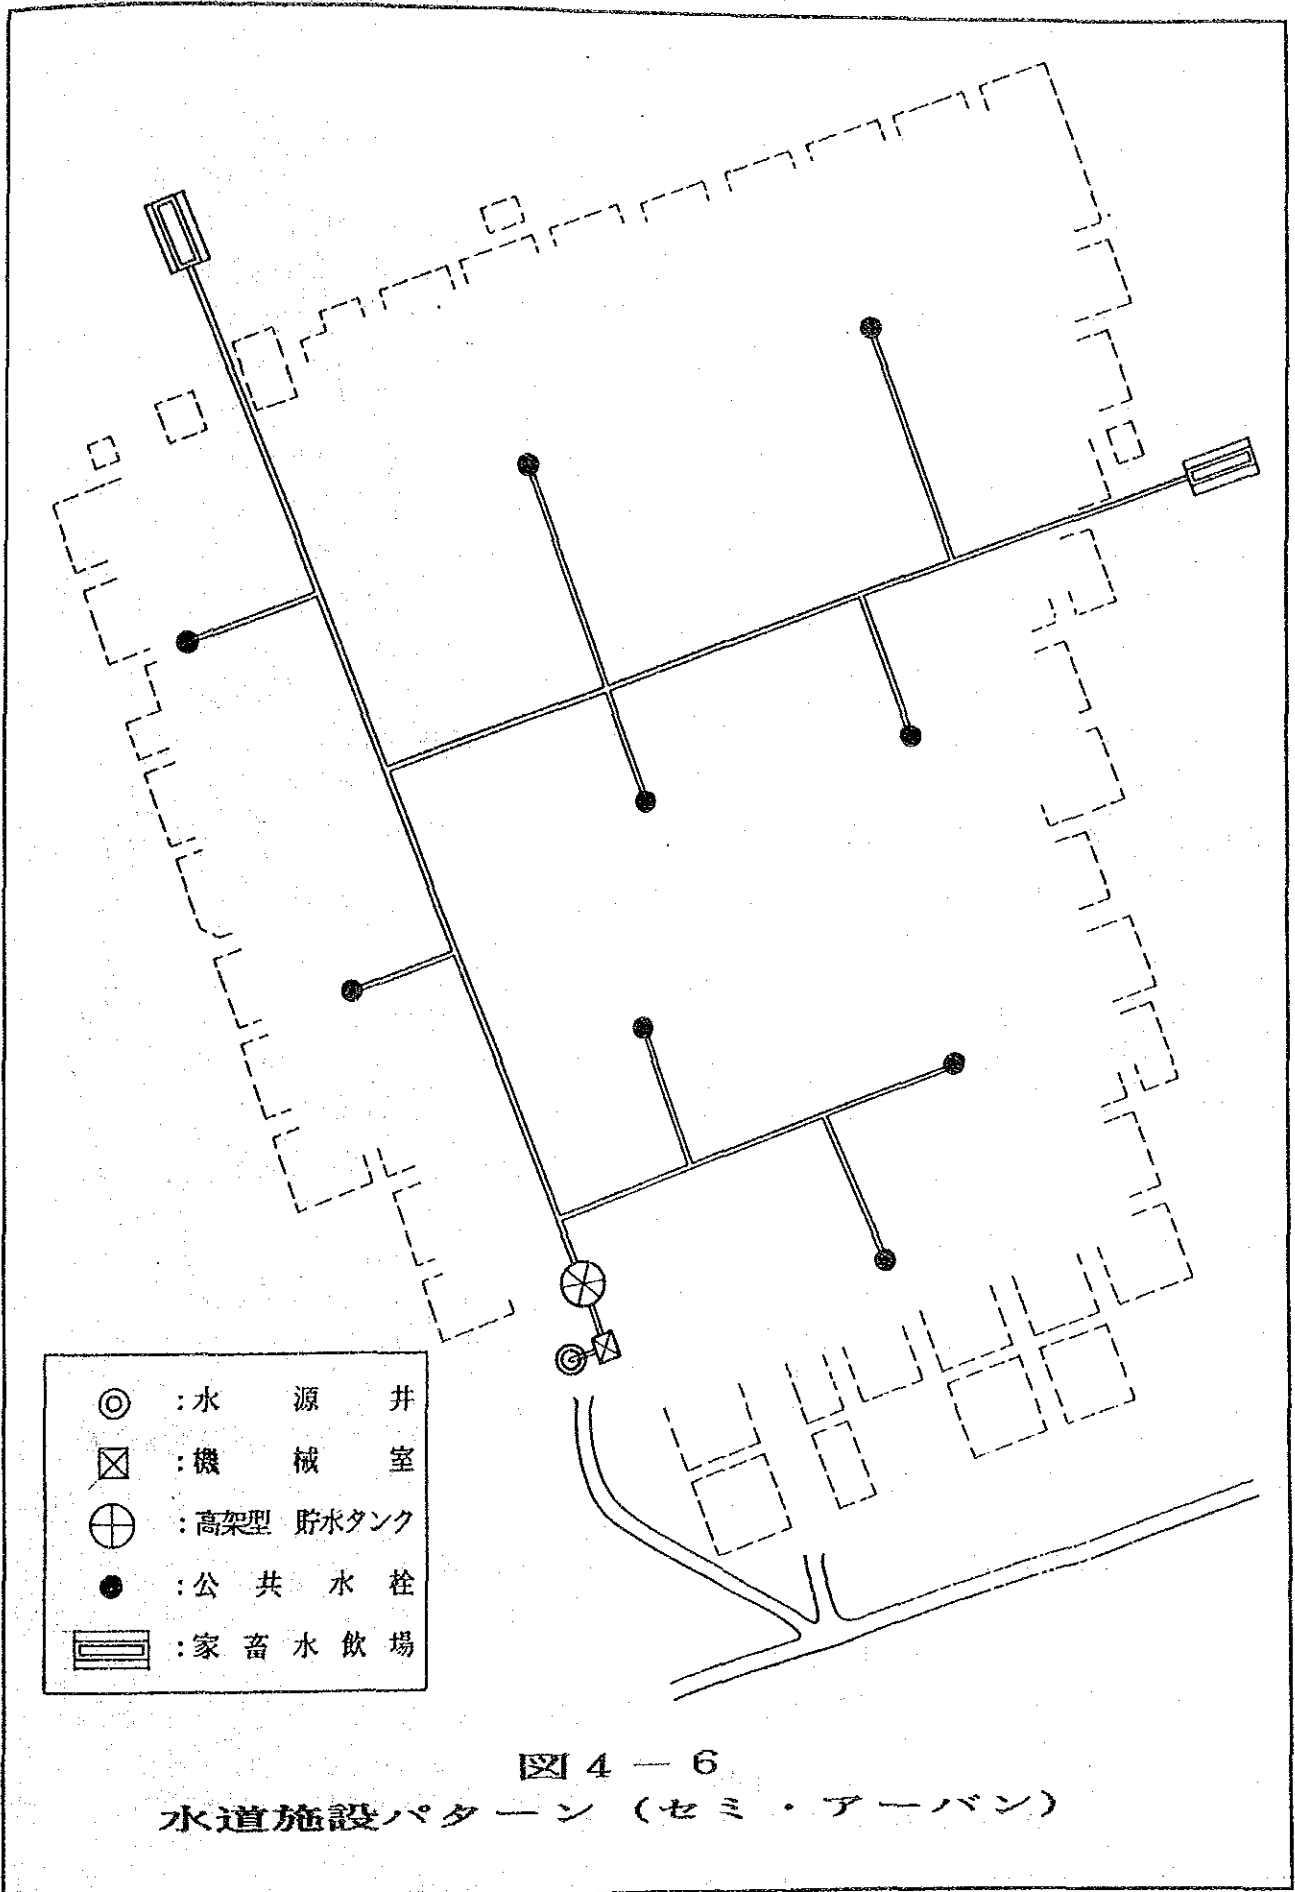 ：水源井
：機械室
：高架型 貯水タンク
：公共水栓
：家畜水飲場
図４－６
水道施設パターン（セミ・アーバン）